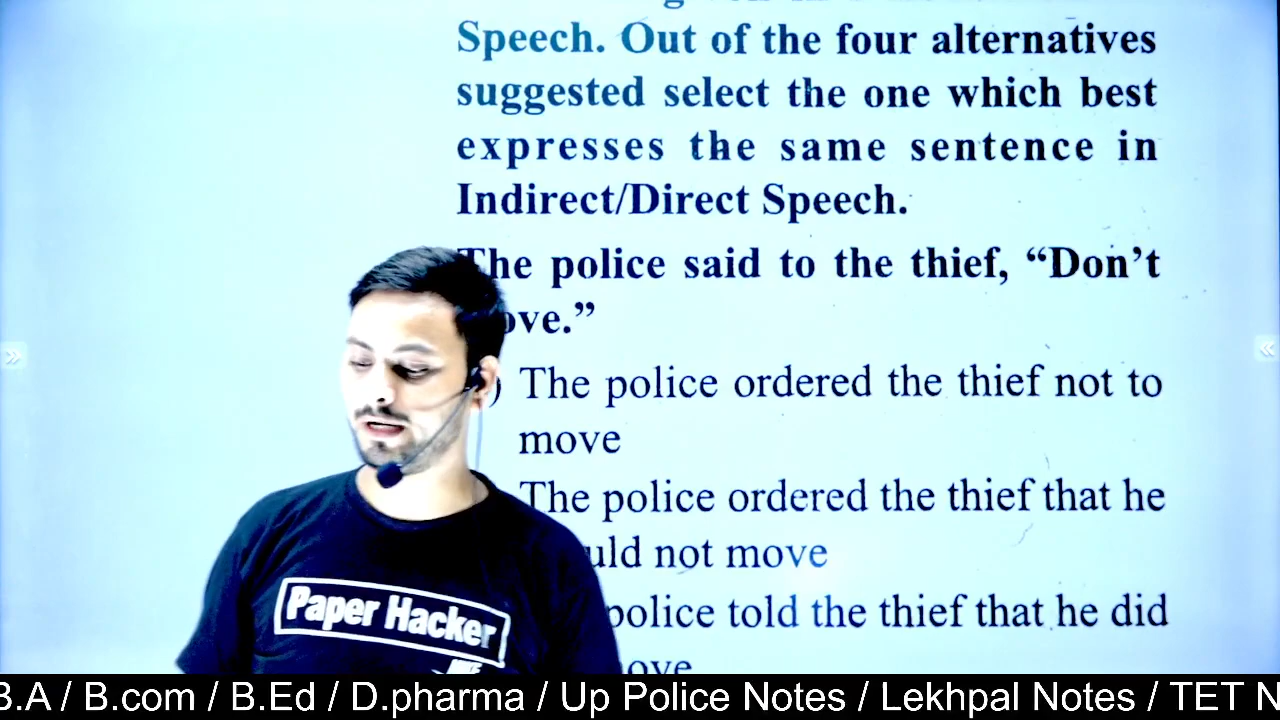 Speech. Out of the four alternatives
suggested select the one which best
expresses the same sentence in
Indirect/Direct Speech.
The police said to the thief, “Don’t
ove.”
) The police ordered the thief not to
move
The police ordered the thief that he
uld not move
police told the thief that he did
ove
Paper Hacker
B.A / B.com / B.Ed / D.pharma / Up Police Notes / Lekhpal Notes / TET N